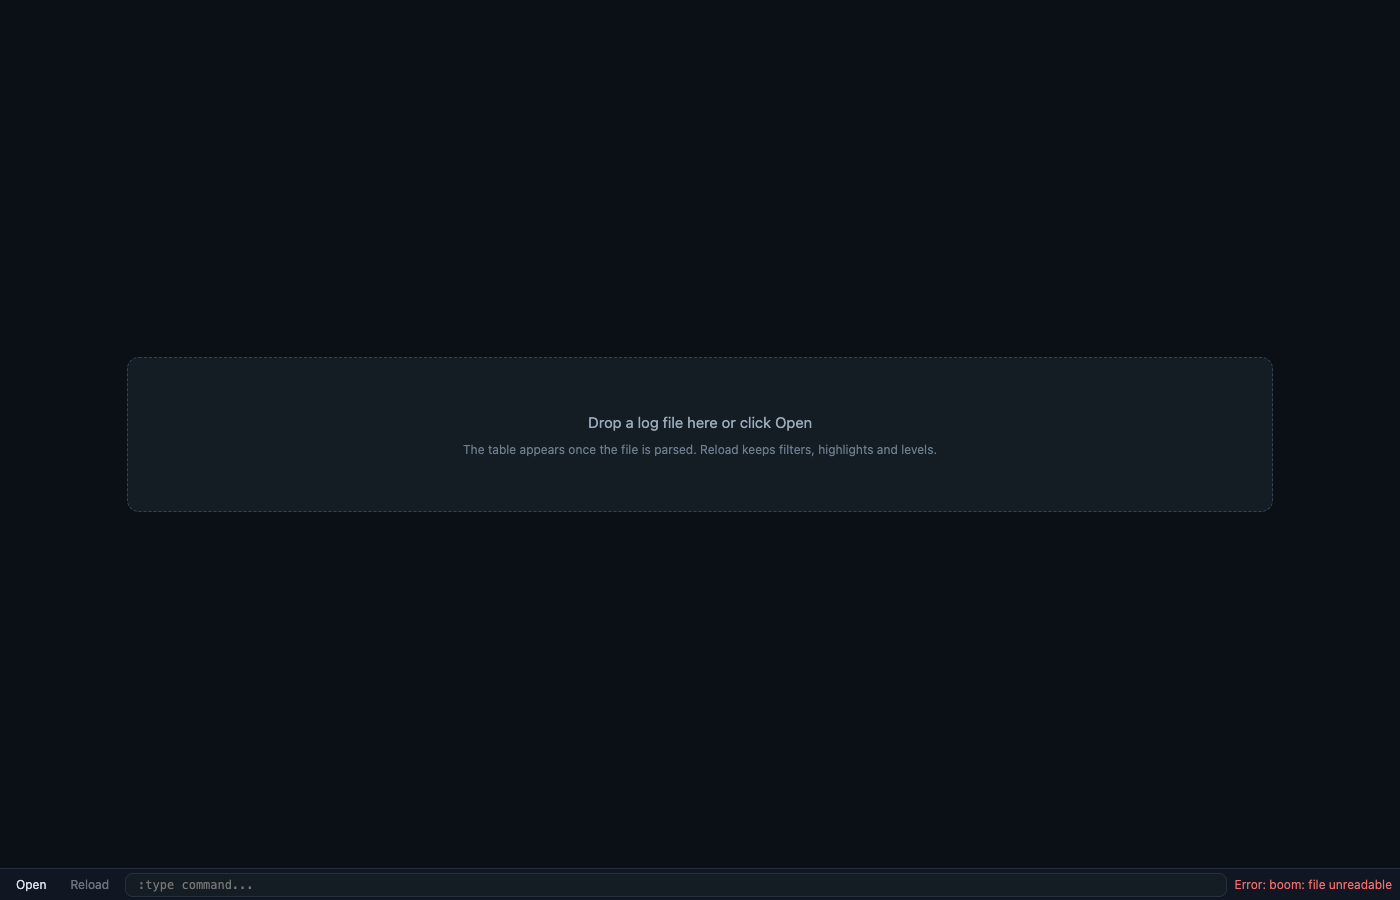 Drop a log file here or click Open
The table appears once the file is parsed. Reload keeps filters, highlights and levels.
Open Reload :type command... Error: boom: file unreadable